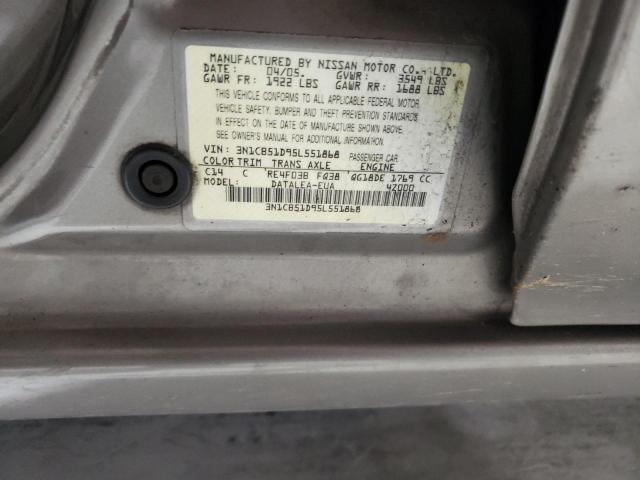 MANUFACTURED BY NISSAN MOTOR CO., LTD.
DATE: 04/05. GVWR: 3549 LBS
GAWR FR: 1922 LBS GAWR RR: 1688 LBS
THIS VEHICLE CONFORMS TO ALL APPLICABLE FEDERAL MOTOR
VEHICLE SAFETY, BUMPER, AND THEFT PREVENTION STANDARDS
IN EFFECT ON THE DATE OF MANUFACTURE SHOWN ABOVE.
SEE OWNER'S MANUAL FOR ADDITIONAL INFORMATION.
VIN: 3N1CB51D95L551868 PASSENGER CAR
COLOR TRIM TRANS AXLE ENGINE
C14 C RE4F03B FQ38 QG18DE 1769 CC
MODEL: DATALEA-EUA 42000
3N1CB51D95L551868